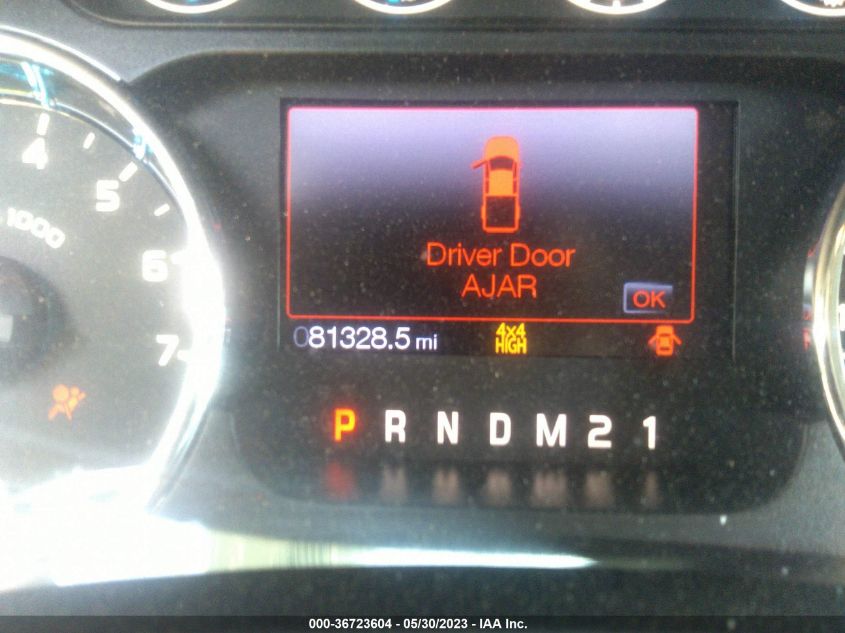 4
5
x 1000
6
7
Driver Door
AJAR
OK
081328.5 mi
4x4
HIGH
P R N D M 2 1
000-36723604 - 05/30/2023 - IAA Inc.